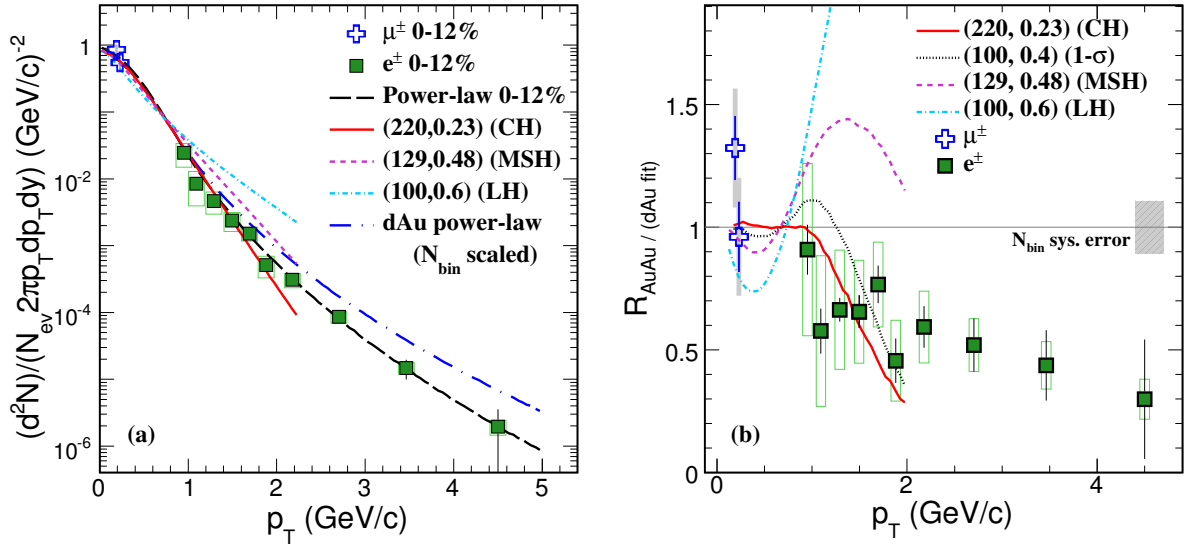 (d²N)/(N_ev 2πp_T dp_T dy) (GeV/c)⁻²
1
10⁻²
10⁻⁴
10⁻⁶
μ± 0-12%
e± 0-12%
Power-law 0-12%
(220,0.23) (CH)
(129,0.48) (MSH)
(100,0.6) (LH)
dAu power-law
(N_bin scaled)
(a)
0 1 2 3 4 5
p_T (GeV/c)
R_AuAu / (dAu fit)
1.5
1
0.5
0
(220, 0.23) (CH)
(100, 0.4) (1-σ)
(129, 0.48) (MSH)
(100, 0.6) (LH)
μ±
e±
N_bin sys. error
(b)
0 2 4
p_T (GeV/c)